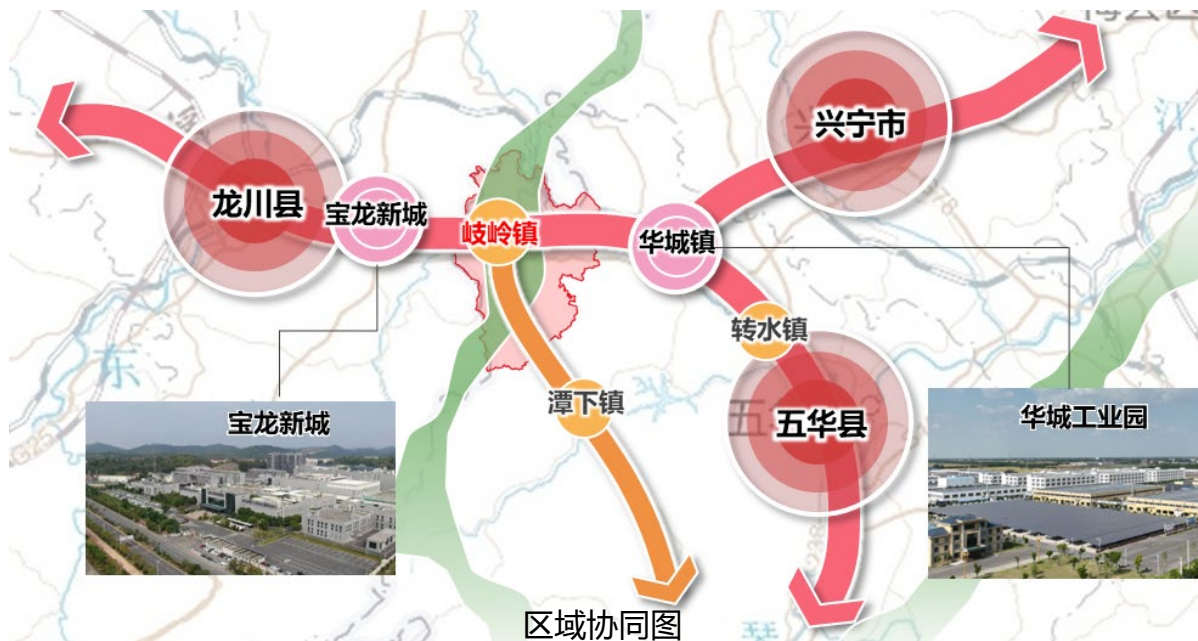 兴宁市
龙川县
宝龙新城
岐岭镇
华城镇
转水镇
东
潭下镇
五华县
宝龙新城
华城工业园
区域协同图